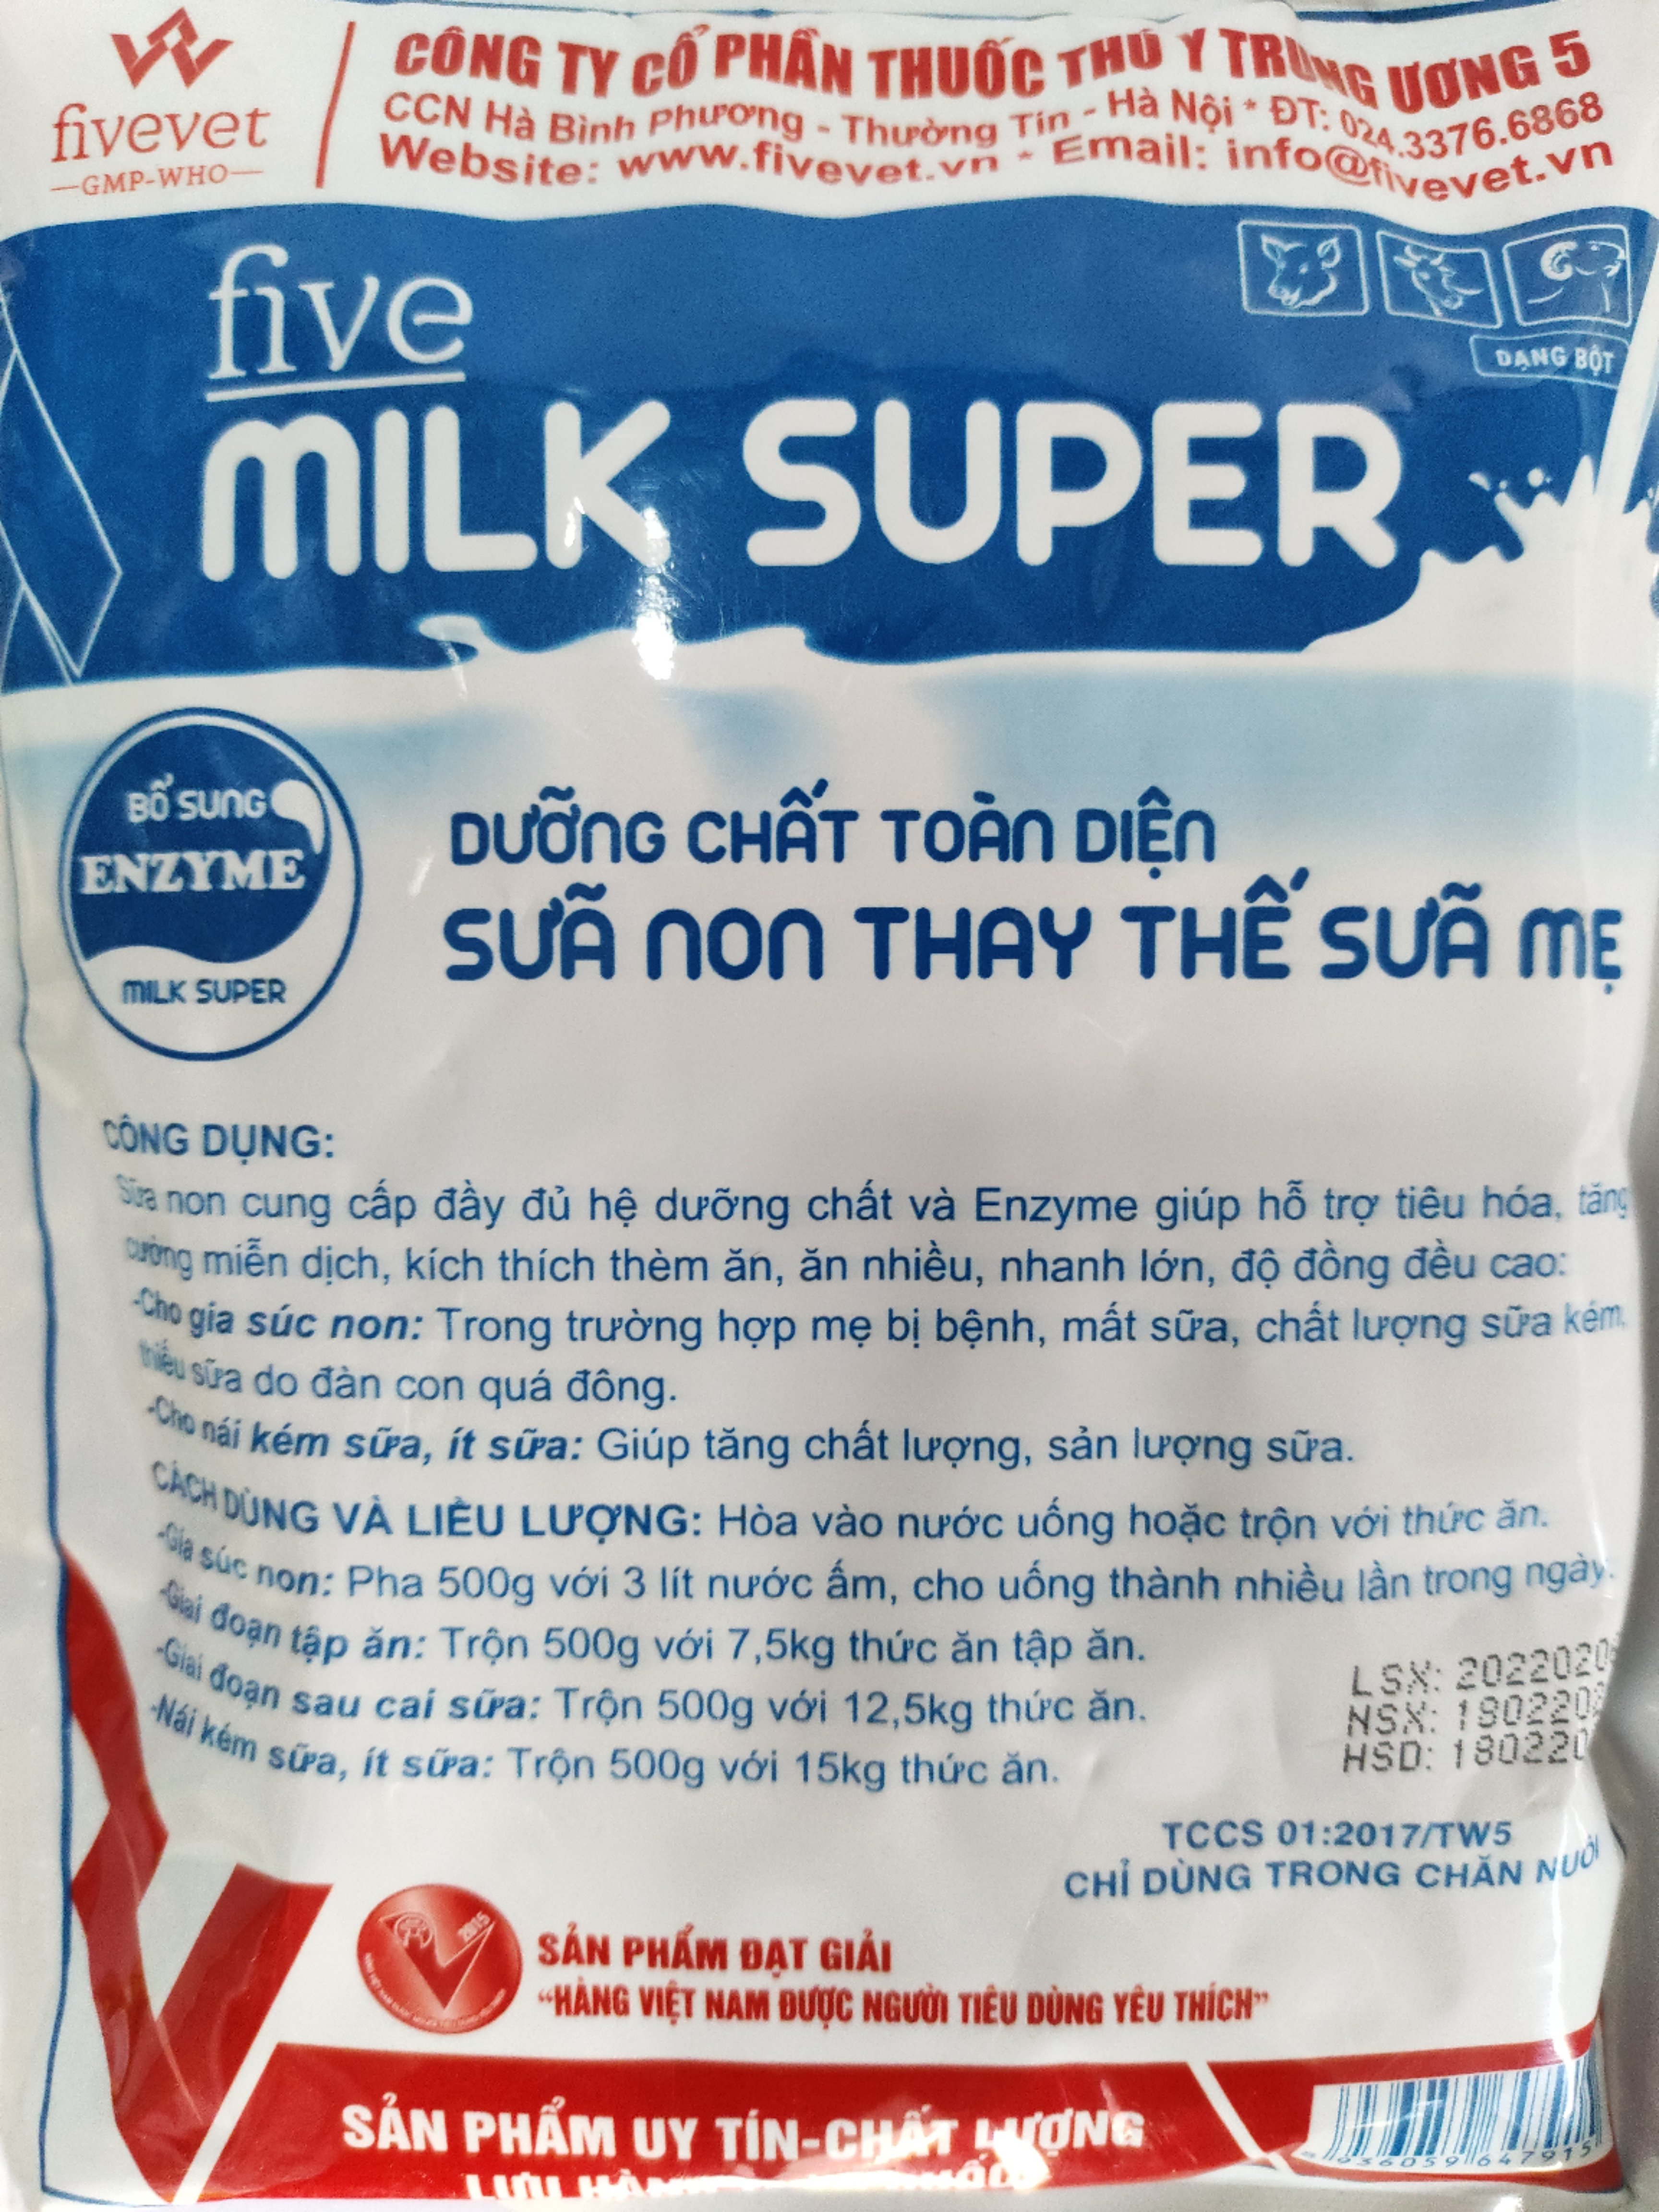 fivevet
GMP-WHO
CÔNG TY CỔ PHẦN THUỐC THÚ Y TRUNG ƯƠNG 5
CCN Hà Bình Phương - Thường Tín - Hà Nội * ĐT: 024.3376.6868
Website: www.fivevet.vn * Email: info@fivevet.vn
five
DẠNG BỘT
MILK SUPER
BỔ SUNG
ENZYME
MILK SUPER
DƯỠNG CHẤT TOÀN DIỆN
SỮA NON THAY THẾ SỮA MẸ
CÔNG DỤNG:
Sữa non cung cấp đầy đủ hệ dưỡng chất và Enzyme giúp hỗ trợ tiêu hóa, tăng
cường miễn dịch, kích thích thèm ăn, ăn nhiều, nhanh lớn, độ đồng đều cao:
-Cho gia súc non: Trong trường hợp mẹ bị bệnh, mất sữa, chất lượng sữa kém,
thiếu sữa do đàn con quá đông.
-Cho nái kém sữa, ít sữa: Giúp tăng chất lượng, sản lượng sữa.
CÁCH DÙNG VÀ LIỀU LƯỢNG: Hòa vào nước uống hoặc trộn với thức ăn.
-Gia súc non: Pha 500g với 3 lít nước ấm, cho uống thành nhiều lần trong ngày.
-Giai đoạn tập ăn: Trộn 500g với 7,5kg thức ăn tập ăn.
-Giai đoạn sau cai sữa: Trộn 500g với 12,5kg thức ăn.
-Nái kém sữa, ít sữa: Trộn 500g với 15kg thức ăn.
LSX: 2022020
NSX: 180220
HSD: 180220
TCCS 01:2017/TW5
CHỈ DÙNG TRONG CHĂN NUÔI
2015
SẢN PHẨM ĐẠT GIẢI
"HÀNG VIỆT NAM ĐƯỢC NGƯỜI TIÊU DÙNG YÊU THÍCH"
SẢN PHẨM UY TÍN-CHẤT LƯỢNG
8936059647915